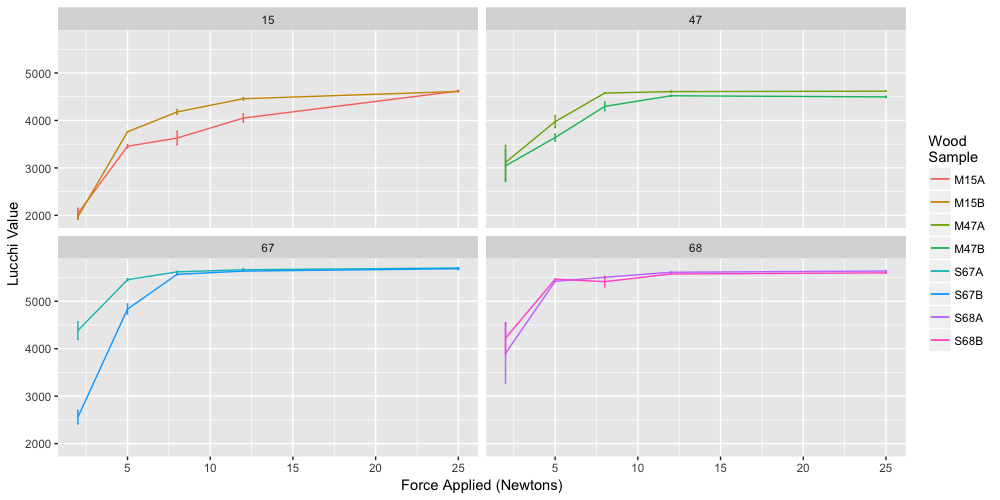 15
47
5000
4000
3000
2000
67
68
5000
4000
3000
2000
5
10
15
20
25
5
10
15
20
25
Force Applied (Newtons)
Lucchi Value
Wood
Sample
M15A
M15B
M47A
M47B
S67A
S67B
S68A
S68B